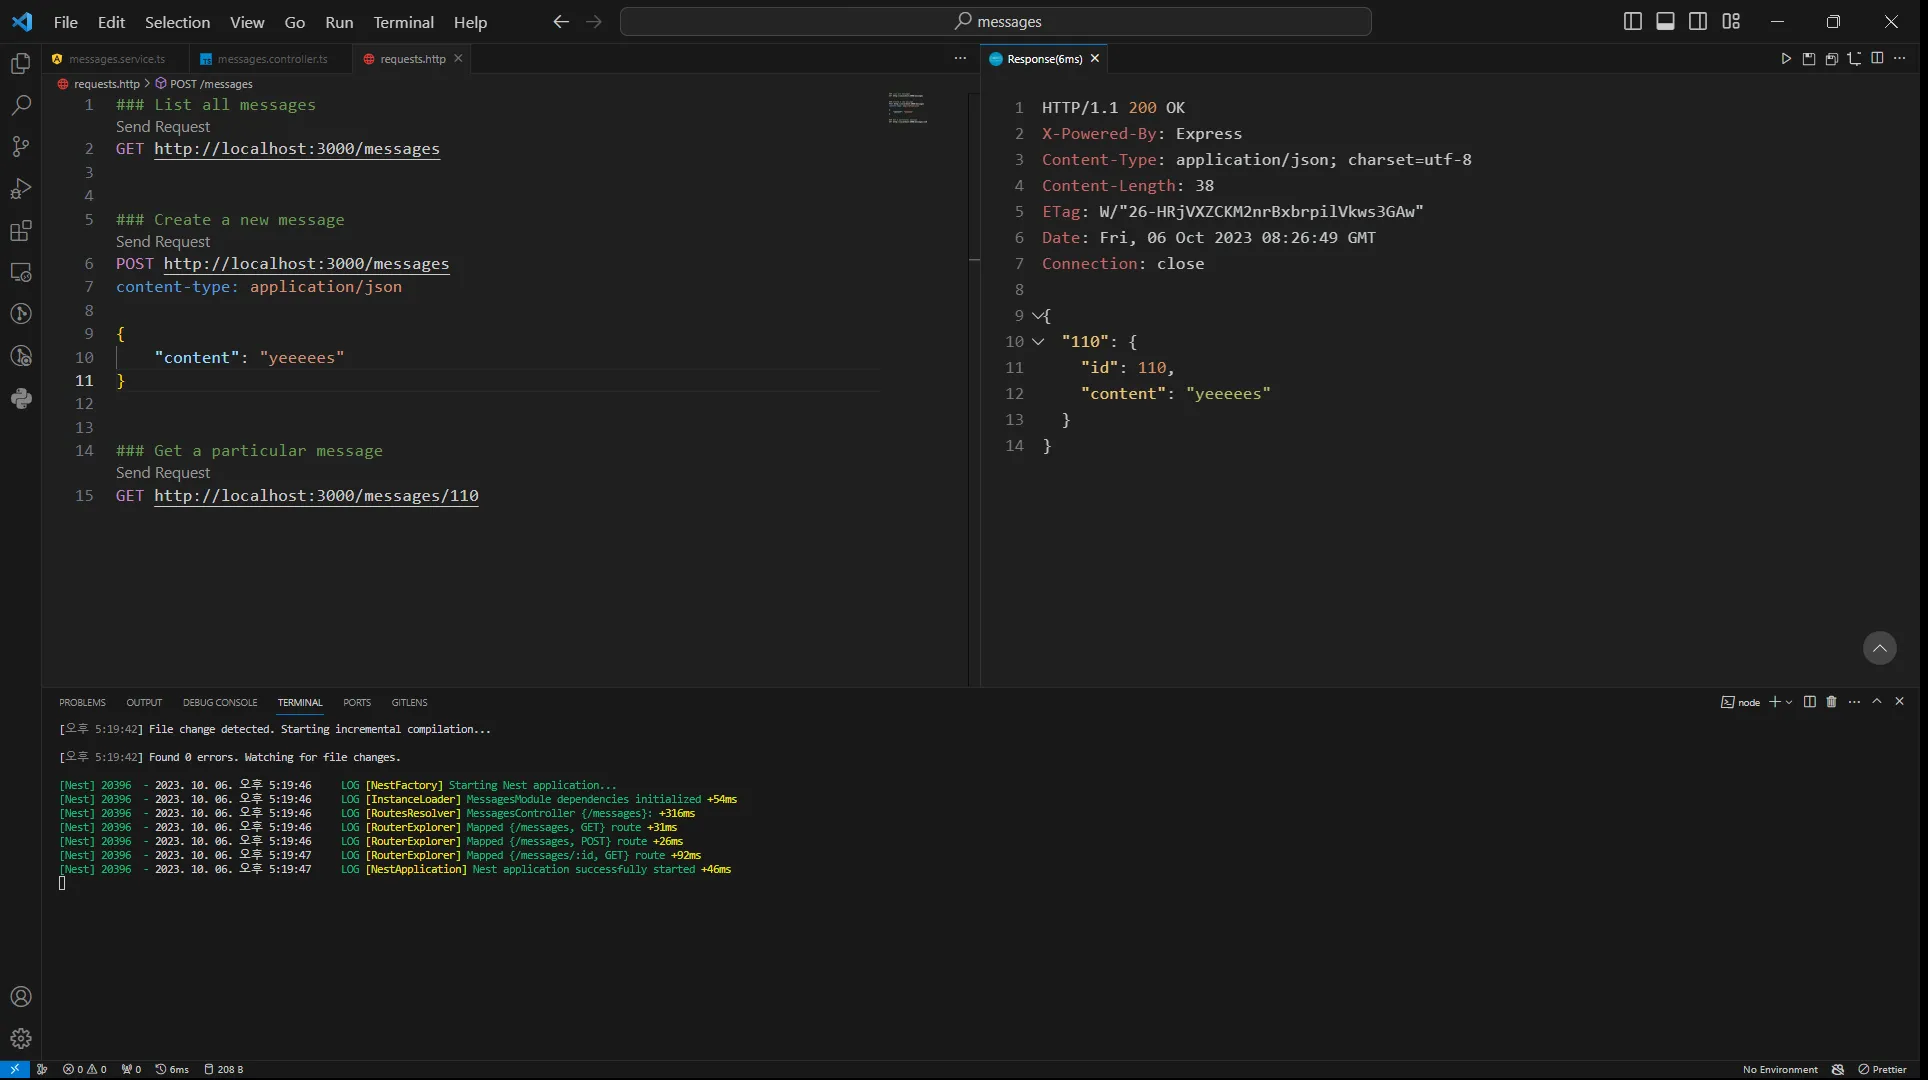 File Edit Selection View Go Run Terminal Help
messages
messages.service.ts
messages.controller.ts
requests.http
Response(6ms)
requests.http > POST /messages
1 ### List all messages
Send Request
2 GET http://localhost:3000/messages
3
4
5 ### Create a new message
Send Request
6 POST http://localhost:3000/messages
7 content-type: application/json
8
9 {
10 "content": "yeeeees"
11 }
12
13
14 ### Get a particular message
Send Request
15 GET http://localhost:3000/messages/110
1 HTTP/1.1 200 OK
2 X-Powered-By: Express
3 Content-Type: application/json; charset=utf-8
4 Content-Length: 38
5 ETag: W/"26-HRjVXZCKM2nrBxbrpilVkws3GAw"
6 Date: Fri, 06 Oct 2023 08:26:49 GMT
7 Connection: close
8
9 {
10 "110": {
11 "id": 110,
12 "content": "yeeeees"
13 }
14 }
PROBLEMS OUTPUT DEBUG CONSOLE TERMINAL PORTS GITLENS
node
[오후 5:19:42] File change detected. Starting incremental compilation...
[오후 5:19:42] Found 0 errors. Watching for file changes.
[Nest] 20396 - 2023. 10. 06. 오후 5:19:46 LOG [NestFactory] Starting Nest application...
[Nest] 20396 - 2023. 10. 06. 오후 5:19:46 LOG [InstanceLoader] MessagesModule dependencies initialized +54ms
[Nest] 20396 - 2023. 10. 06. 오후 5:19:46 LOG [RoutesResolver] MessagesController {/messages}: +316ms
[Nest] 20396 - 2023. 10. 06. 오후 5:19:46 LOG [RouterExplorer] Mapped {/messages, GET} route +31ms
[Nest] 20396 - 2023. 10. 06. 오후 5:19:46 LOG [RouterExplorer] Mapped {/messages, POST} route +26ms
[Nest] 20396 - 2023. 10. 06. 오후 5:19:47 LOG [RouterExplorer] Mapped {/messages/:id, GET} route +92ms
[Nest] 20396 - 2023. 10. 06. 오후 5:19:47 LOG [NestApplication] Nest application successfully started +46ms
0 0 0 6ms 208 B
No Environment Prettier